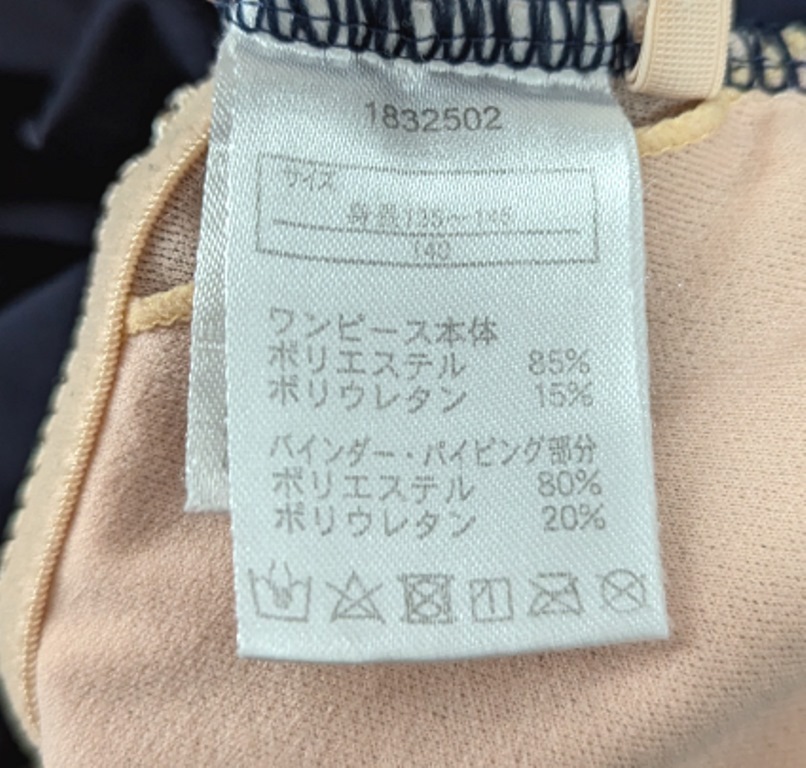 1832502
サイズ
身長135〜145
140
ワンピース本体
ポリエステル 85%
ポリウレタン 15%
バインダー・パイピング部分
ポリエステル 80%
ポリウレタン 20%